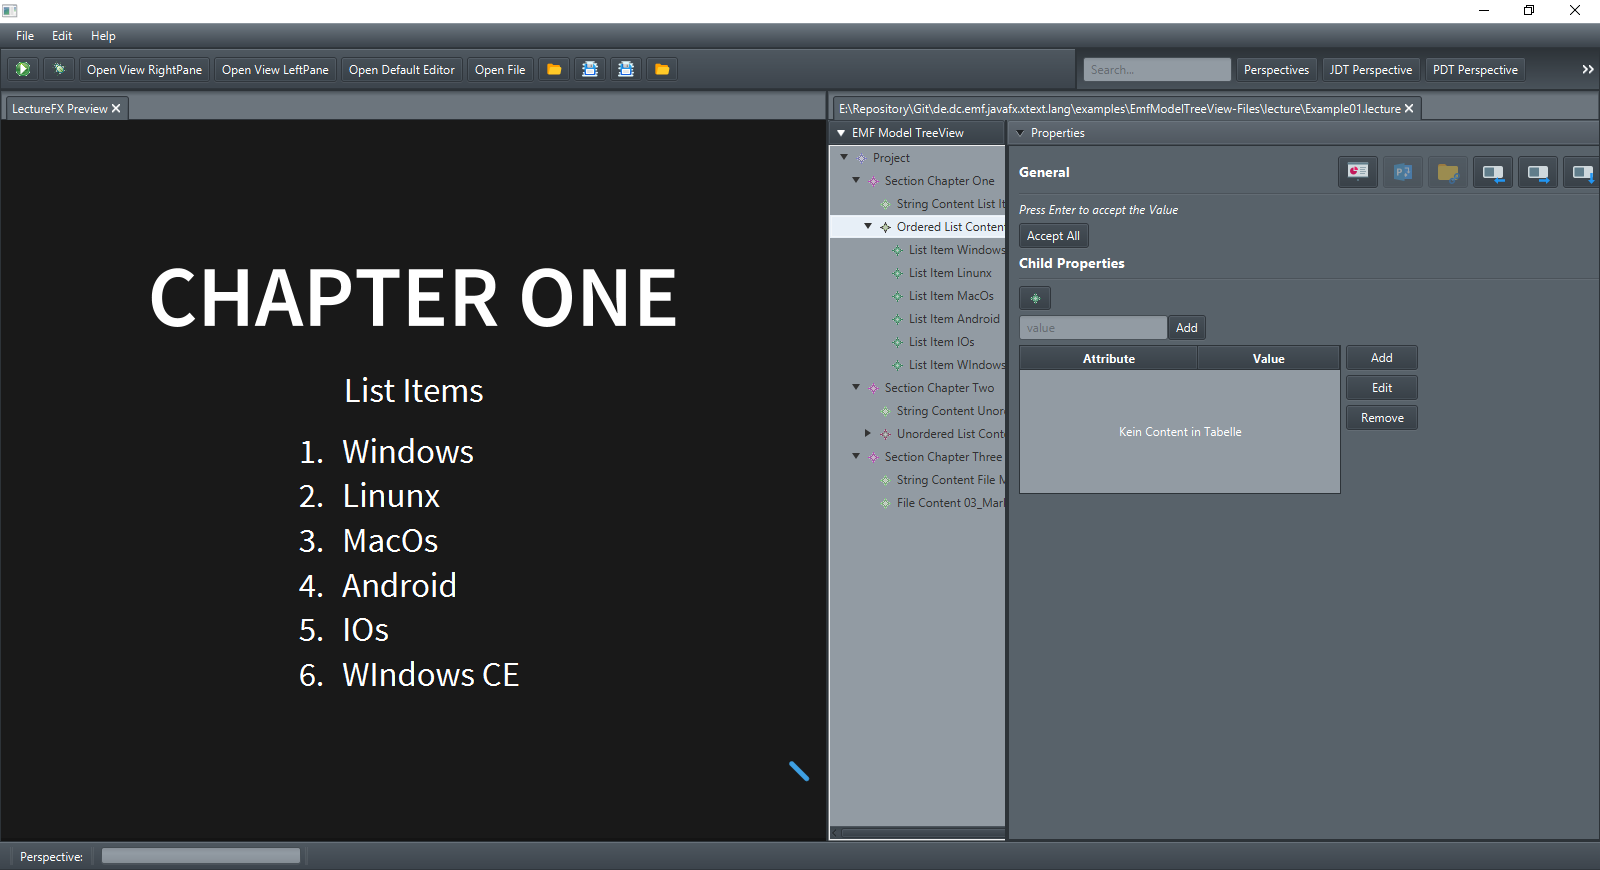 File Edit Help
Open View RightPane Open View LeftPane Open Default Editor Open File Search... Perspectives JDT Perspective PDT Perspective
LectureFX Preview
CHAPTER ONE
List Items
1. Windows
2. Linunx
3. MacOs
4. Android
5. IOs
6. WIndows CE
E:\Repository\Git\de.dc.emf.javafx.xtext.lang\examples\EmfModelTreeView-Files\lecture\Example01.lecture
EMF Model TreeView
Project
Section Chapter One
String Content List It
Ordered List Conten
List Item Windows
List Item Linunx
List Item MacOs
List Item Android
List Item IOs
List Item WIndows
Section Chapter Two
String Content Unor
Unordered List Cont
Section Chapter Three
String Content File M
File Content 03_Mar
Properties
General
Press Enter to accept the Value
Accept All
Child Properties
value Add
Attribute Value
Kein Content in Tabelle
Add
Edit
Remove
Perspective: